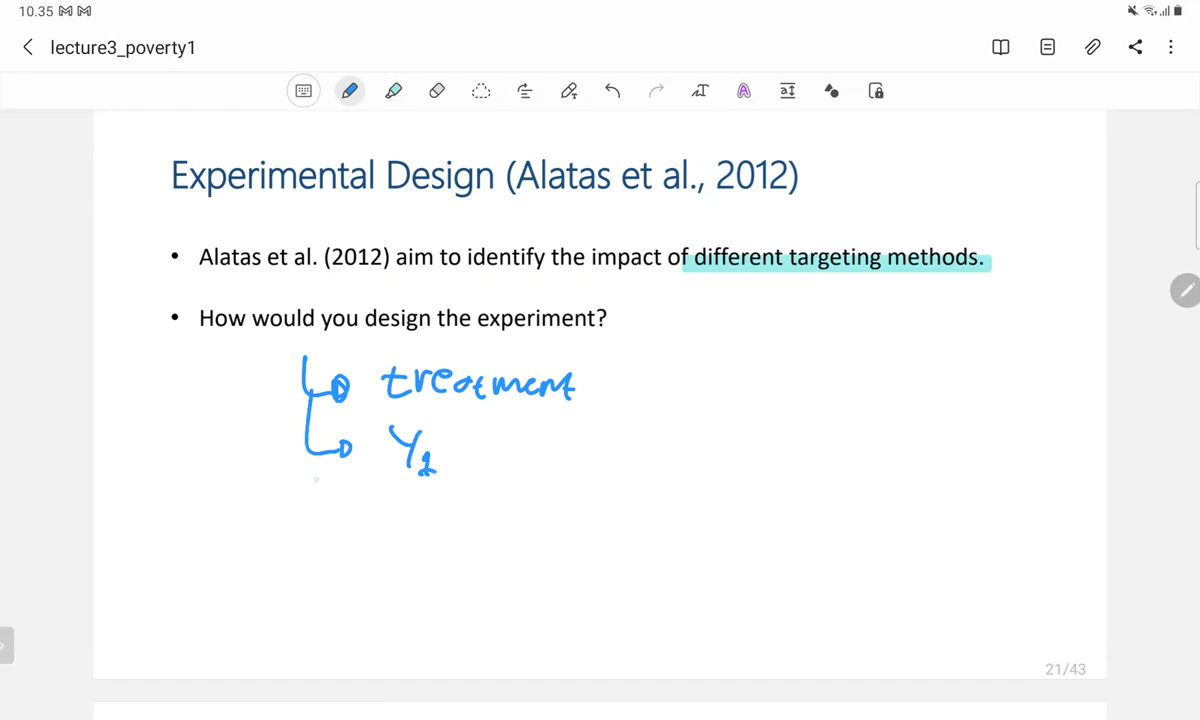 10.35
lecture3_poverty1
Experimental Design (Alatas et al., 2012)
• Alatas et al. (2012) aim to identify the impact of different targeting methods.
• How would you design the experiment?
treatment
Y1
21/43